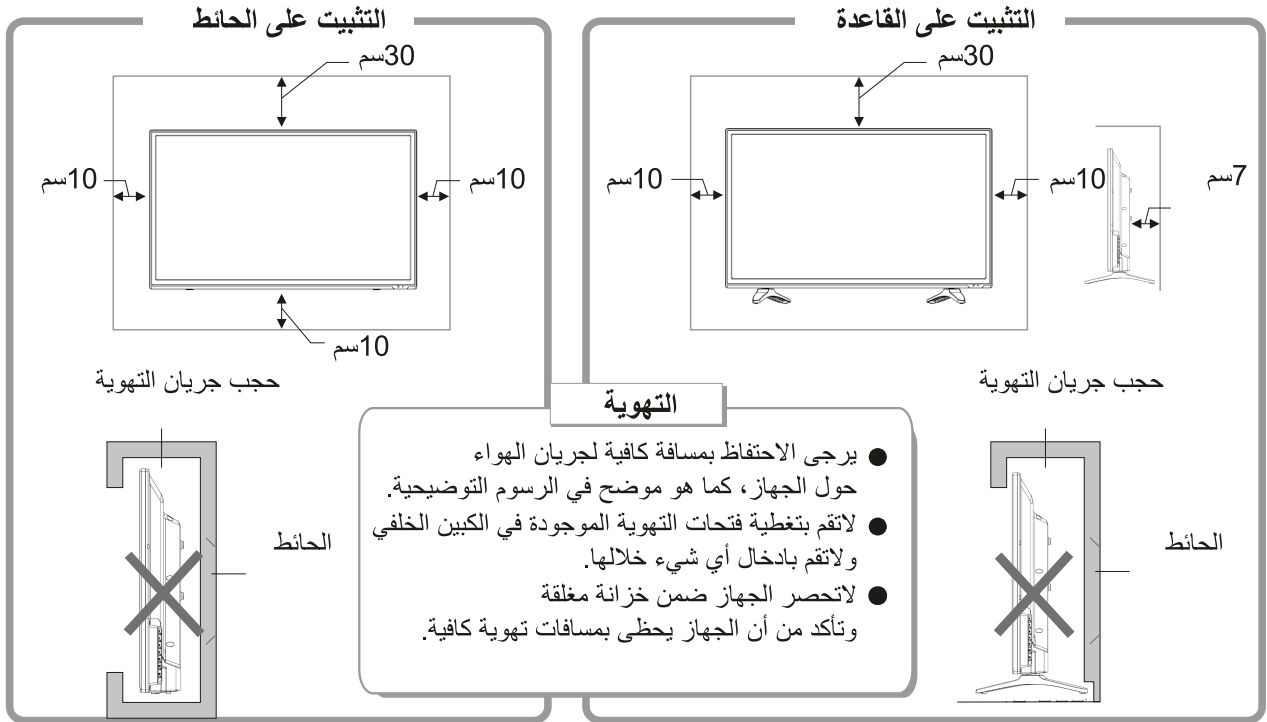 التثبيت على القاعدة
30سم
10سم
10سم
7سم
حجب جريان التهوية
الحائط
التثبيت على الحائط
30سم
10سم
10سم
10سم
حجب جريان التهوية
الحائط
التهوية
● يرجى الاحتفاظ بمسافة كافية لجريان الهواء
حول الجهاز، كما هو موضح في الرسوم التوضيحية.
● لاتقم بتغطية فتحات التهوية الموجودة في الكبين الخلفي
ولاتقم بادخال أي شيء خلالها.
● لاتحصر الجهاز ضمن خزانة مغلقة
وتأكد من أن الجهاز يحظى بمسافات تهوية كافية.